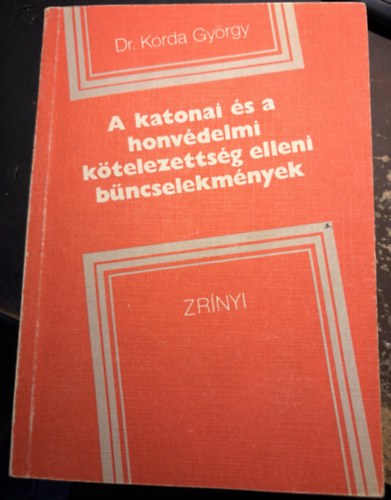 Dr. Korda György
A katonai és a
honvédelmi
kötelezettség elleni
bűncselekmények
ZRÍNYI